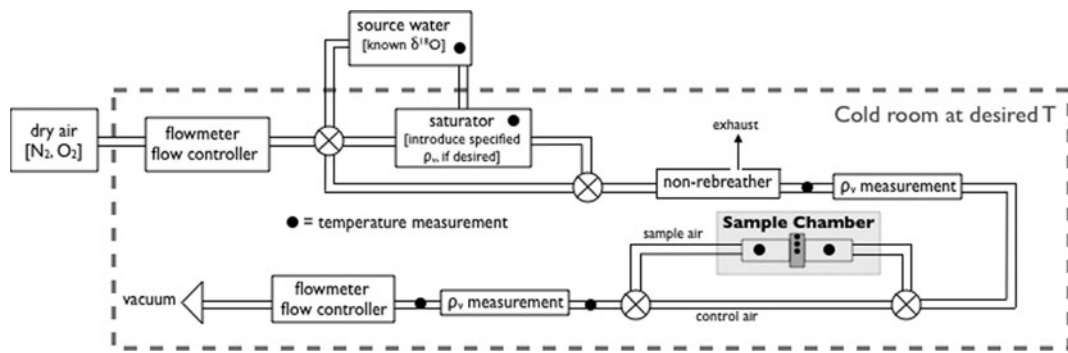 source water
[known δ¹⁸O]
Cold room at desired T
dry air
[N₂, O₂]
flowmeter
flow controller
saturator
[introduce specified
ρᵥ, if desired]
exhaust
non-rebreather
ρᵥ measurement
● = temperature measurement
Sample Chamber
sample air
vacuum
flowmeter
flow controller
ρᵥ measurement
control air